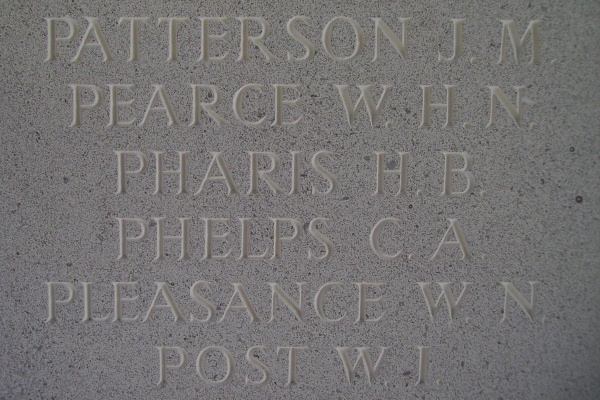 PATTERSON J. M.
PEARCE W. H. N.
PHARIS H. B.
PHELPS C. A.
PLEASANCE W. N.
POST W. J.